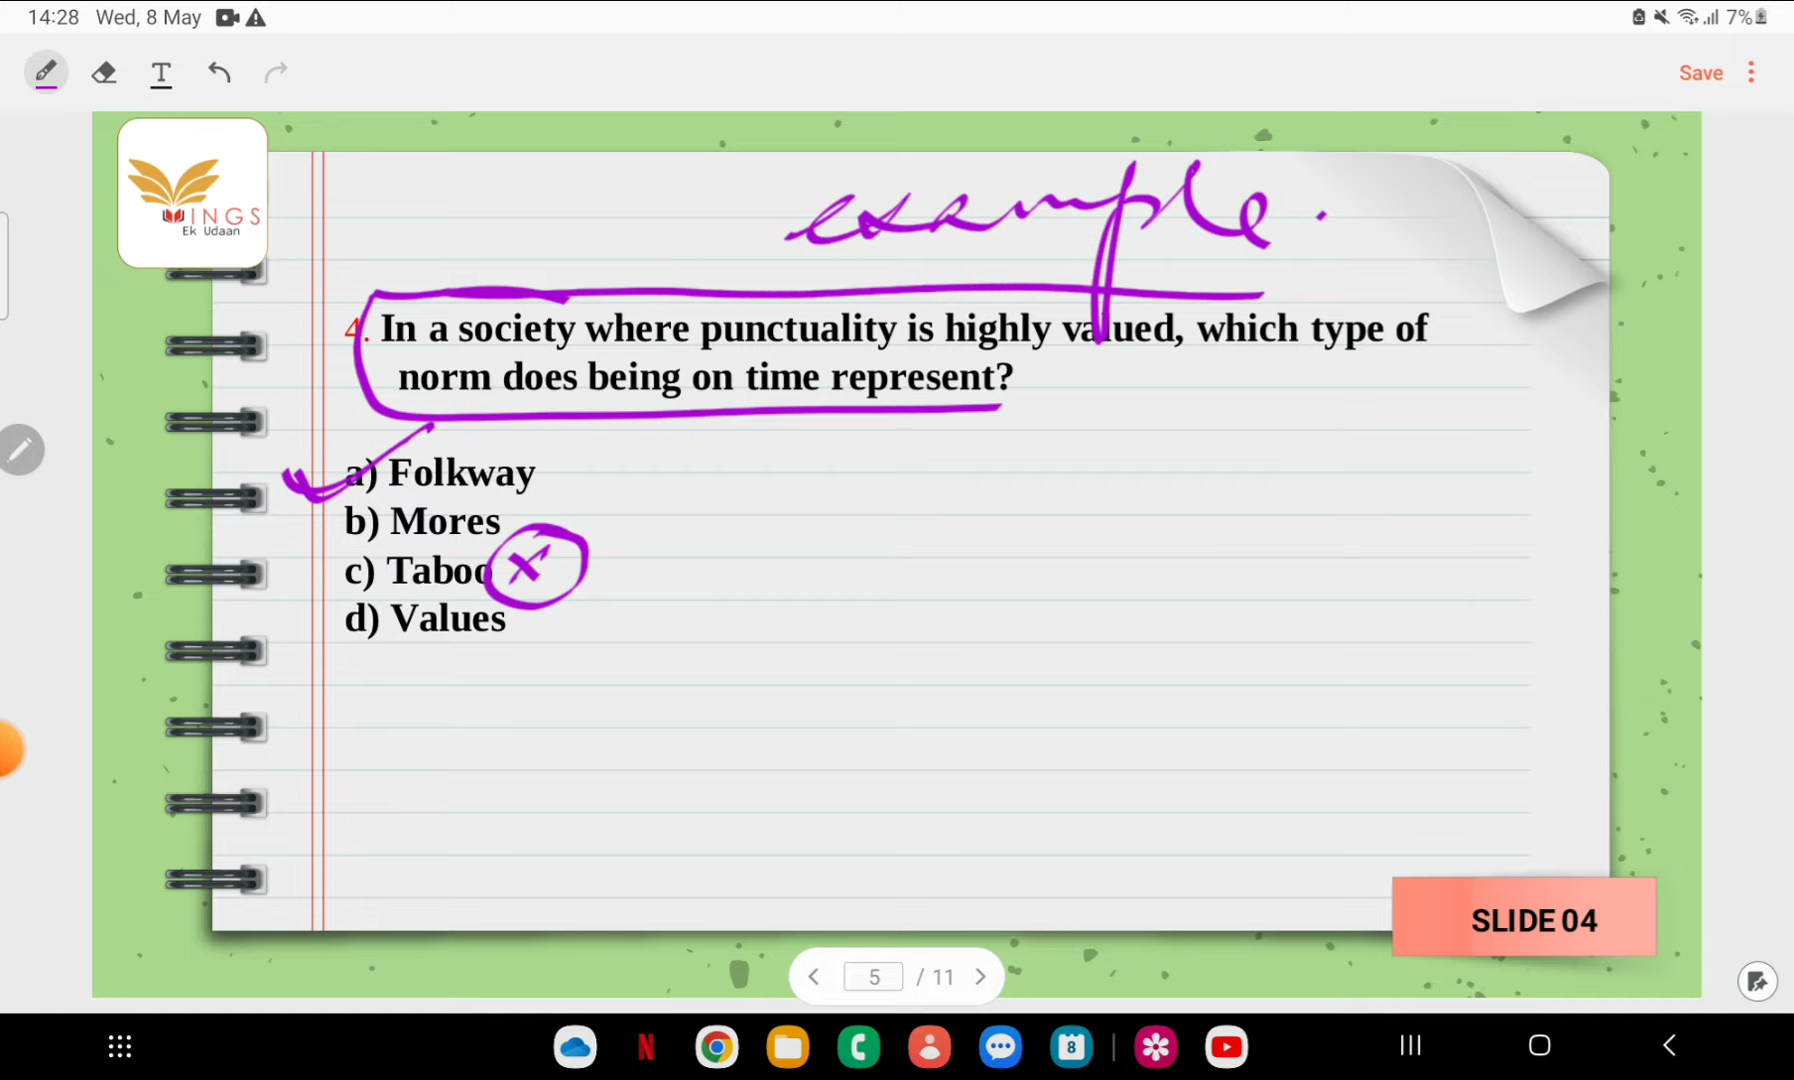 14:28 Wed, 8 May
7%
T
Save
WINGS
Ek Udaan
example.
4. In a society where punctuality is highly valued, which type of
norm does being on time represent?
a) Folkway
b) Mores
c) Taboo
d) Values
SLIDE 04
5 / 11
N
8